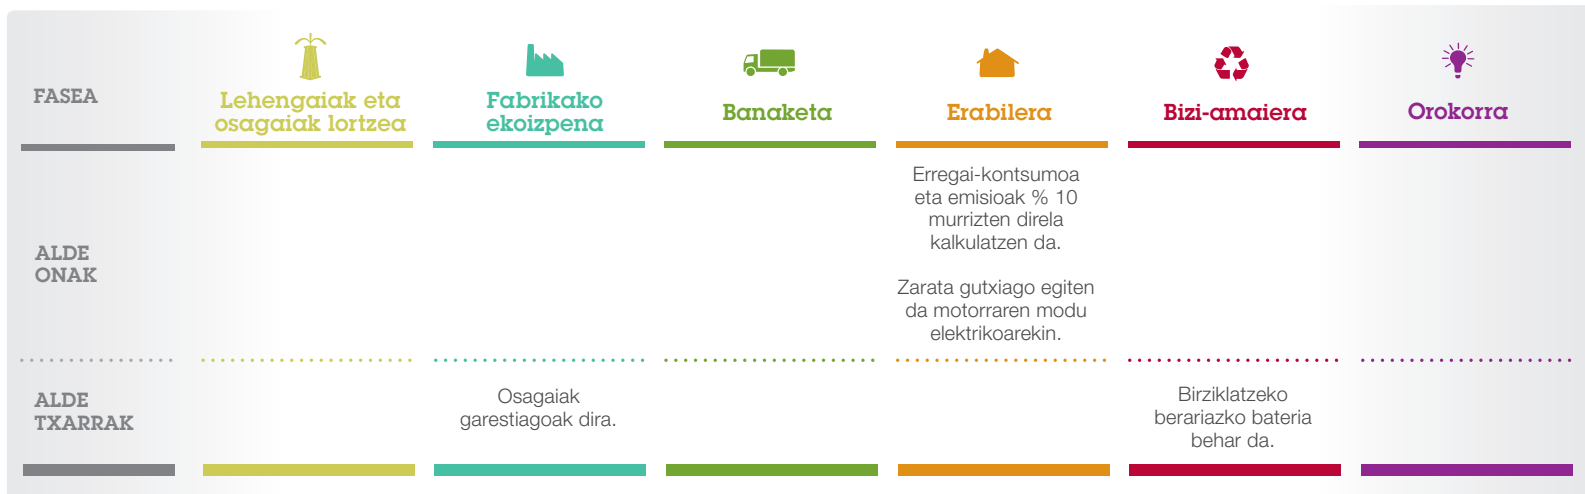 FASEA
Lehengaiak eta
osagaiak lortzea
Fabrikako
ekoizpena
Banaketa
Erabilera
Bizi-amaiera
Orokorra
ALDE
ONAK
Erregai-kontsumoa
eta emisioak % 10
murrizten direla
kalkulatzen da.
Zarata gutxiago egiten
da motorraren modu
elektrikoarekin.
ALDE
TXARRAK
Osagaiak
garestiagoak dira.
Birziklatzeko
berariazko bateria
behar da.